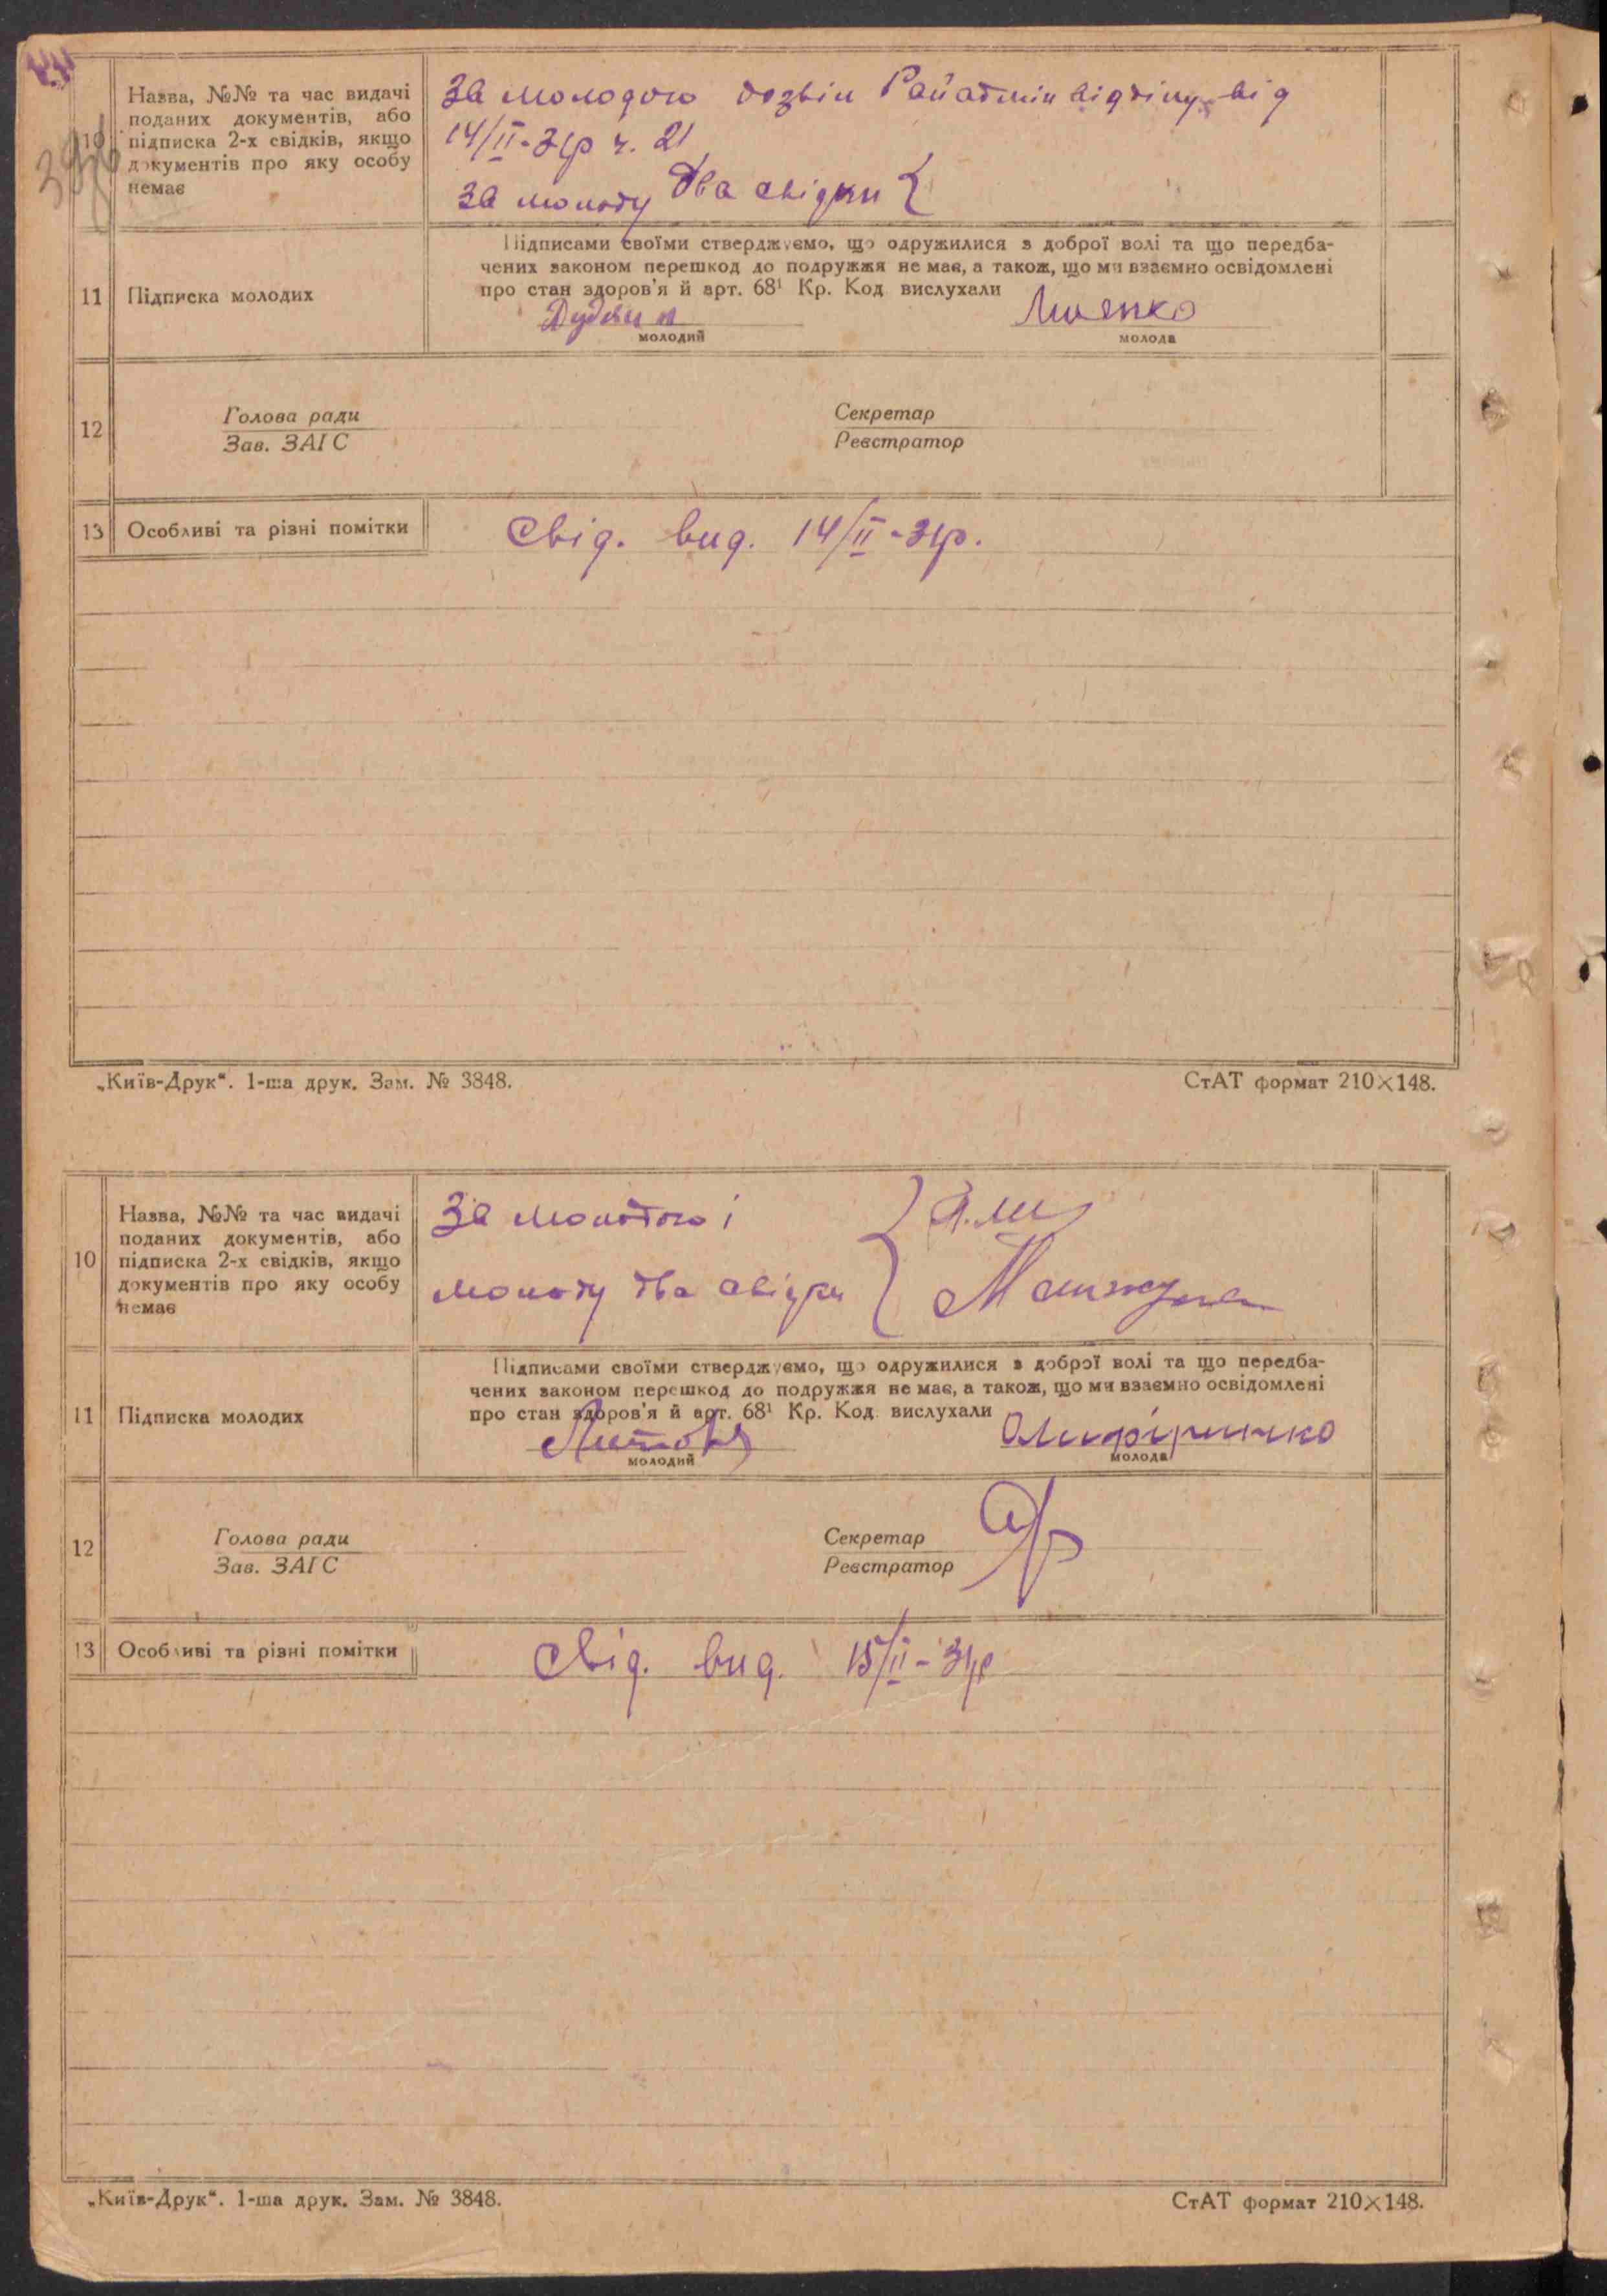 10 Назва, №№ та час видачі
поданих документів, або
підписка 2-х свідків, якщо
документів про яку особу
немає
За молодого дозвіл Райадмінвідділу від
14/II-31р ч. 21
За молоду два свідки {
11 Підписка молодих
Підписами своїми стверджуємо, що одружилися з доброї волі та що передба-
чених законом перешкод до подружжя не має, а також, що ми взаємно освідомлені
про стан здоров'я й арт. 68¹ Кр. Код. вислухали
молодий
молода
12 Голова ради
Зав. ЗАГС
Секретар
Реєстратор
13 Особливі та різні помітки
Свід. вид. 14/II-31р.
„Київ-Друк“. 1-ша друк. Зам. № 3848.
СтАТ формат 210×148.
10 Назва, №№ та час видачі
поданих документів, або
підписка 2-х свідків, якщо
документів про яку особу
немає
За молодого і
молоду два свідки }
11 Підписка молодих
Підписами своїми стверджуємо, що одружилися з доброї волі та що передба-
чених законом перешкод до подружжя не має, а також, що ми взаємно освідомлені
про стан здоров'я й арт. 68¹ Кр. Код. вислухали
молодий
молода
12 Голова ради
Зав. ЗАГС
Секретар
Реєстратор
13 Особливі та різні помітки
Свід. вид. 15/II-31р
„Київ-Друк“. 1-ша друк. Зам. № 3848.
СтАТ формат 210×148.